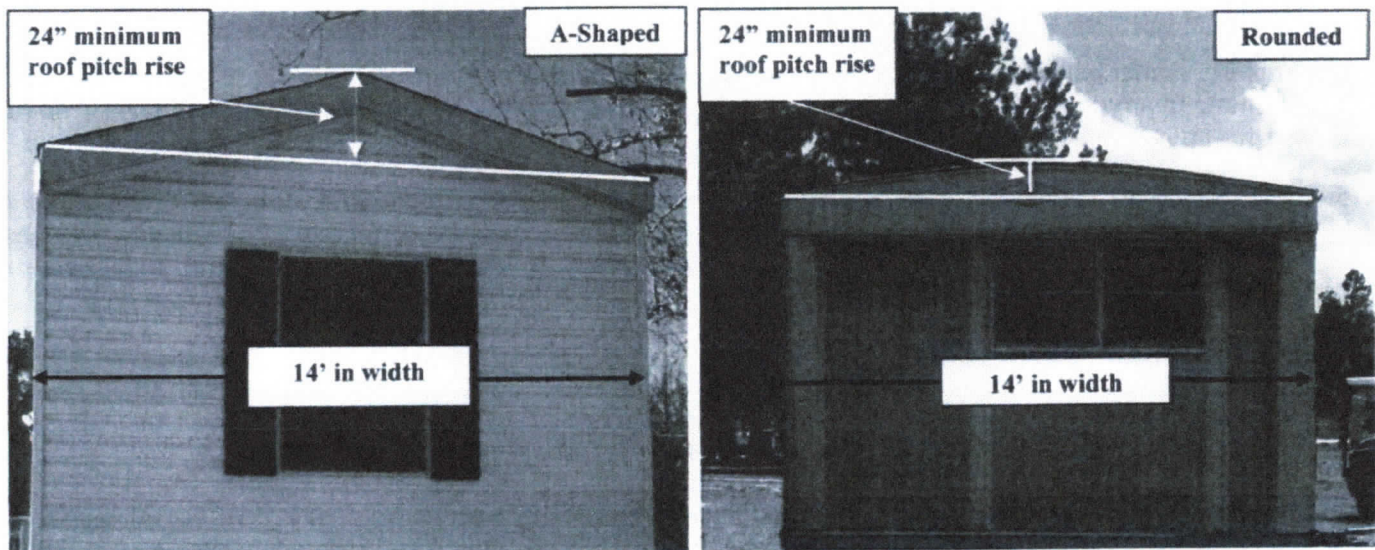 24” minimum
roof pitch rise
A-Shaped
14’ in width
24” minimum
roof pitch rise
Rounded
14’ in width